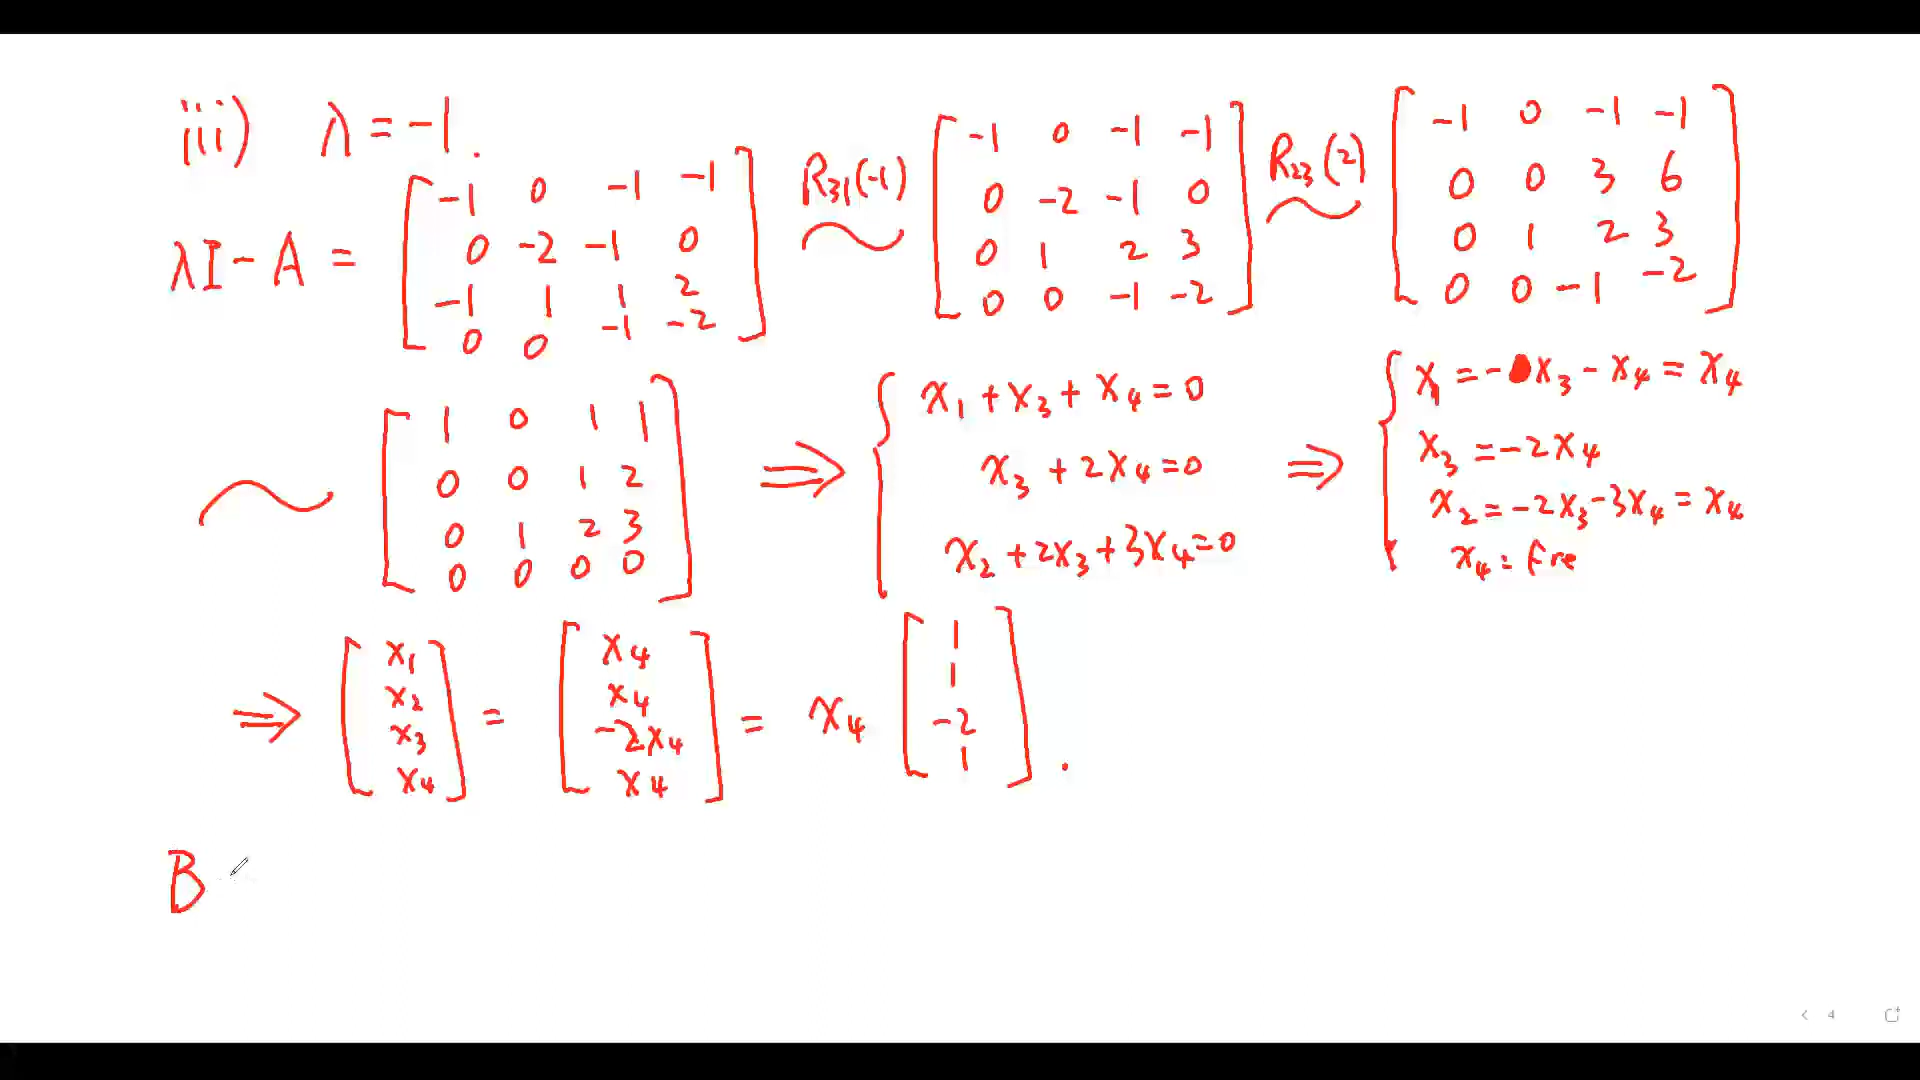 iii) λ = -1.
λI - A = [ -1 0 -1 -1 ; 0 -2 -1 0 ; -1 1 1 2 ; 0 0 -1 -2 ] R31(-1) ~ [ -1 0 -1 -1 ; 0 -2 -1 0 ; 0 1 2 3 ; 0 0 -1 -2 ] R23(2) ~ [ -1 0 -1 -1 ; 0 0 3 6 ; 0 1 2 3 ; 0 0 -1 -2 ]
~ [ 1 0 1 1 ; 0 0 1 2 ; 0 1 2 3 ; 0 0 0 0 ] ⇒ { x1 + x3 + x4 = 0 ; x3 + 2x4 = 0 ; x2 + 2x3 + 3x4 = 0 ⇒ { x1 = -x3 - x4 = x4 ; x3 = -2x4 ; x2 = -2x3 - 3x4 = x4 ; x4 = fre
⇒ [ x1 ; x2 ; x3 ; x4 ] = [ x4 ; x4 ; -2x4 ; x4 ] = x4 [ 1 ; 1 ; -2 ; 1 ].
B
< 4